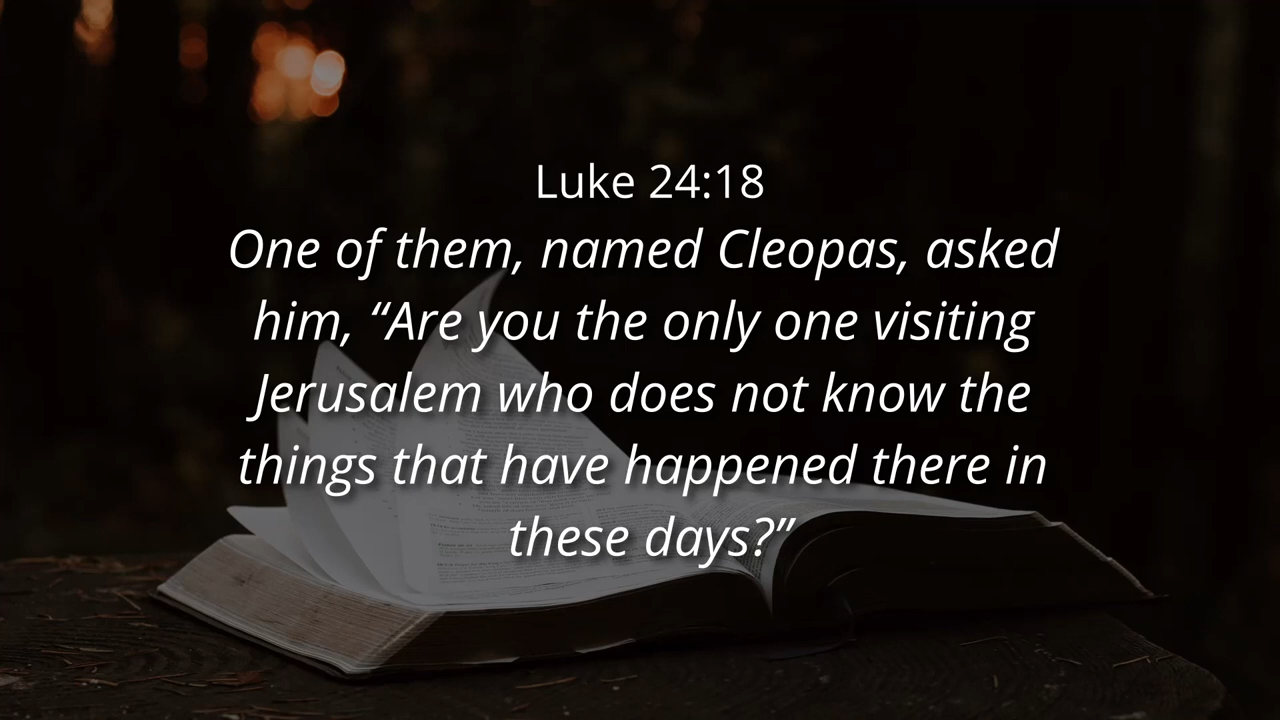 Luke 24:18
One of them, named Cleopas, asked
him, “Are you the only one visiting
Jerusalem who does not know the
things that have happened there in
these days?”